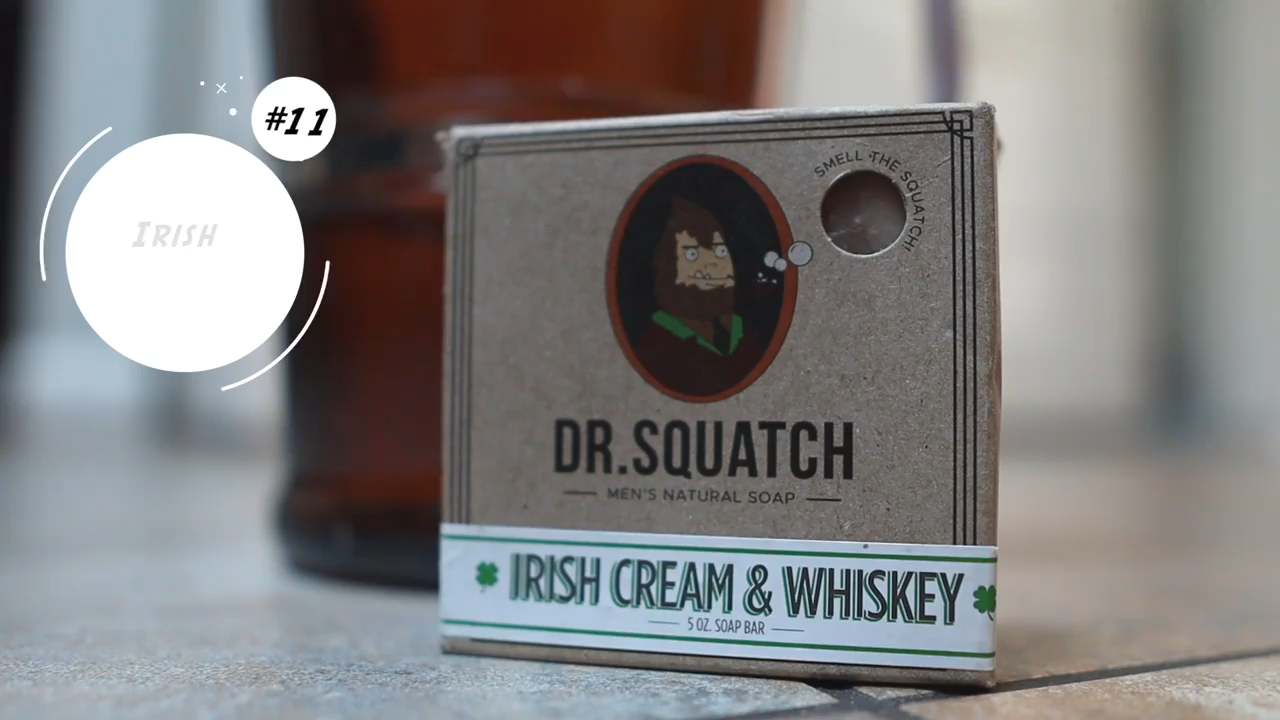 #11
Irish
SMELL THE SQUATCH!
DR.SQUATCH
MEN'S NATURAL SOAP
IRISH CREAM & WHISKEY
5 OZ. SOAP BAR